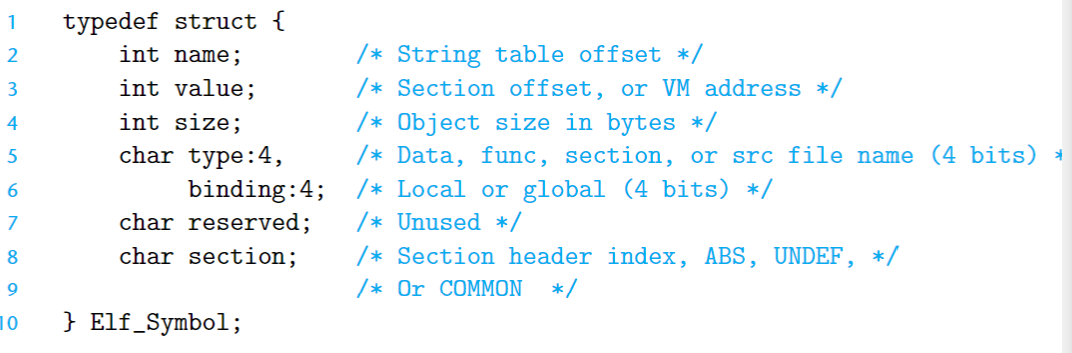 1 typedef struct {
2 int name; /* String table offset */
3 int value; /* Section offset, or VM address */
4 int size; /* Object size in bytes */
5 char type:4, /* Data, func, section, or src file name (4 bits) *
6 binding:4; /* Local or global (4 bits) */
7 char reserved; /* Unused */
8 char section; /* Section header index, ABS, UNDEF, */
9 /* Or COMMON */
10 } Elf_Symbol;